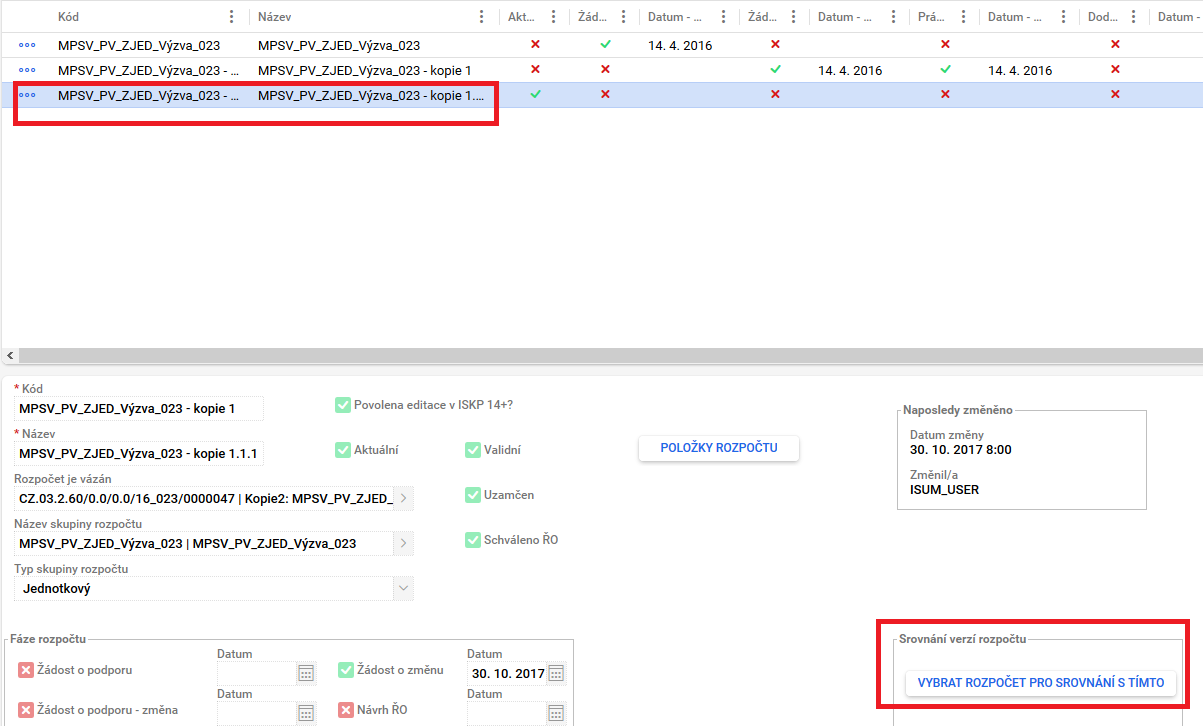 Kód Název Akt... Žád... Datum - ... Žád... Datum - ... Prá... Datum - ... Dod... Datum -
MPSV_PV_ZJED_Výzva_023 MPSV_PV_ZJED_Výzva_023 14. 4. 2016
MPSV_PV_ZJED_Výzva_023 - ... MPSV_PV_ZJED_Výzva_023 - kopie 1 14. 4. 2016 14. 4. 2016
MPSV_PV_ZJED_Výzva_023 - ... MPSV_PV_ZJED_Výzva_023 - kopie 1....
* Kód
MPSV_PV_ZJED_Výzva_023 - kopie 1
* Název
MPSV_PV_ZJED_Výzva_023 - kopie 1.1.1
Rozpočet je vázán
CZ.03.2.60/0.0/0.0/16_023/0000047 | Kopie2: MPSV_PV_ZJED_
Název skupiny rozpočtu
MPSV_PV_ZJED_Výzva_023 | MPSV_PV_ZJED_Výzva_023
Typ skupiny rozpočtu
Jednotkový
Povolena editace v ISKP 14+?
Aktuální Validní
Uzamčen
Schváleno ŘO
POLOŽKY ROZPOČTU
Naposledy změněno
Datum změny
30. 10. 2017 8:00
Změnil/a
ISUM_USER
Fáze rozpočtu
Datum Datum
Žádost o podporu Žádost o změnu 30. 10. 2017
Datum Datum
Žádost o podporu - změna Návrh ŘO
Srovnání verzí rozpočtu
VYBRAT ROZPOČET PRO SROVNÁNÍ S TÍMTO